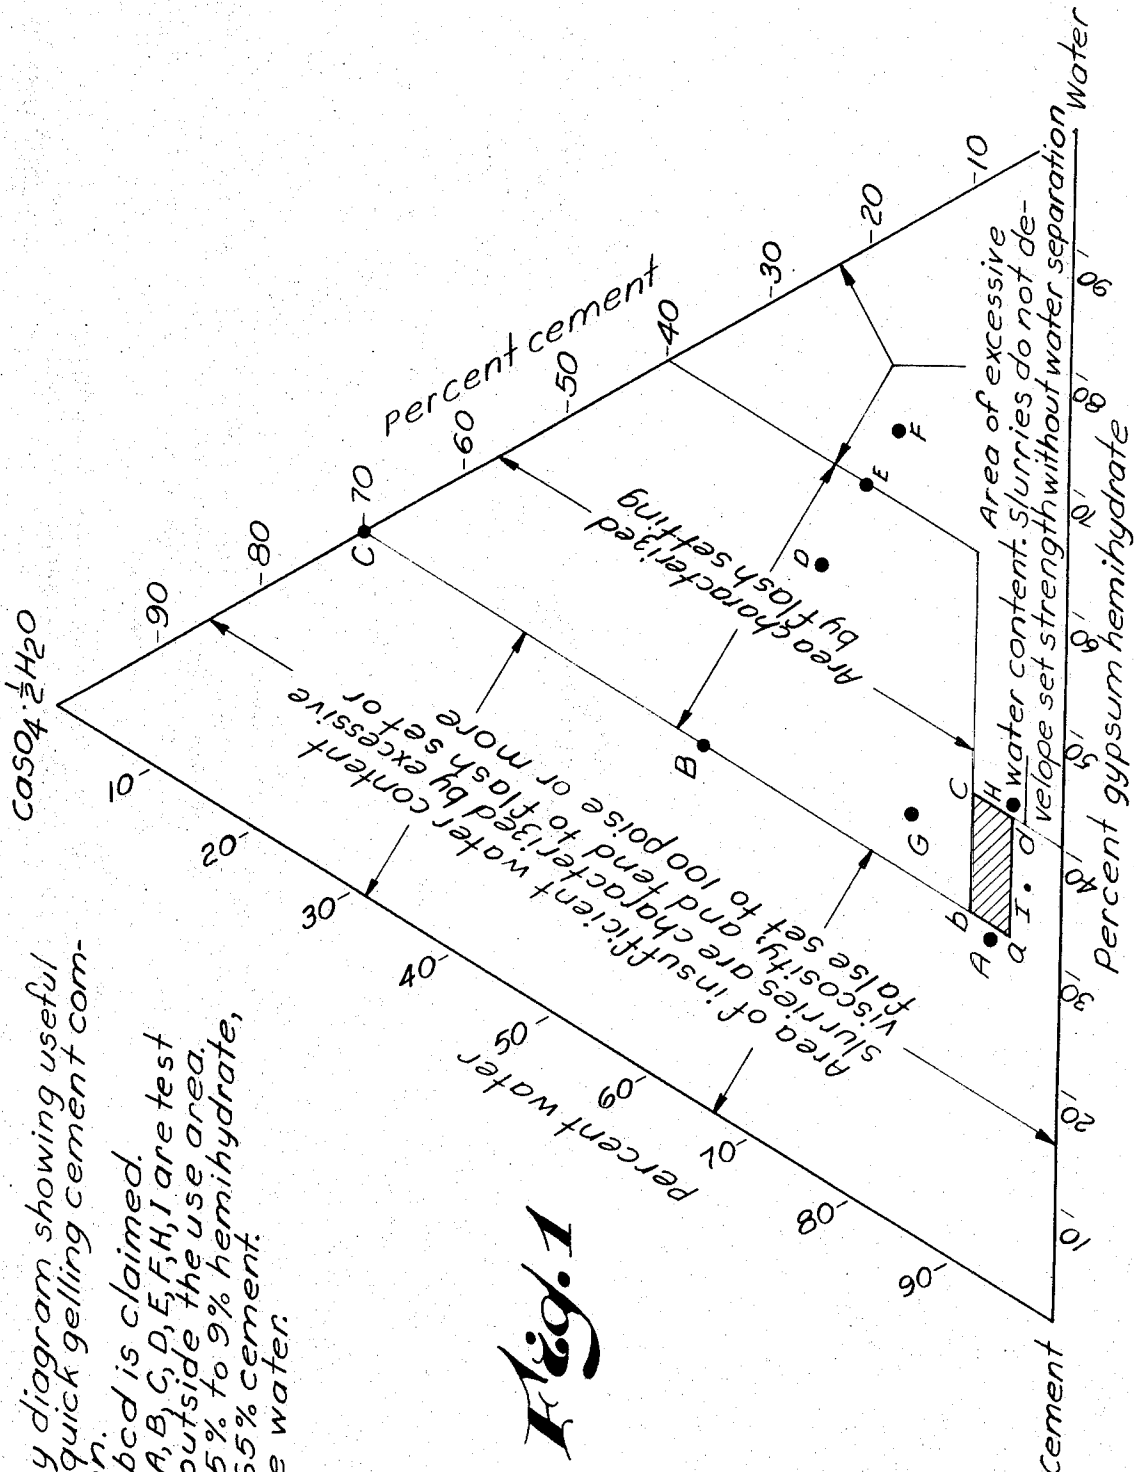 y diagram showing useful
quick gelling cement com-
n.
bcd is claimed.
A, B, C, D, E, F, H, I are test
outside the use area.
5% to 9% hemihydrate,
55% cement.
e water.
Fig. 1
CaSO4·½H2O
Cement
Water
percent water
10
20
30
40
50
60
70
80
90
percent cement
90
80
70
60
50
40
30
20
10
Percent gypsum hemihydrate
10
20
30
40
50
60
70
80
90
Area of insufficient water content
slurries are characterized by excessive
viscosity, and tend to flash set or
false set to 100 poise or more
Area characterized
by flash setting
Area of excessive
water content. Slurries do not de-
velope set strength without water separation
A
B
C
D
E
F
G
H
I
a
b
c
d